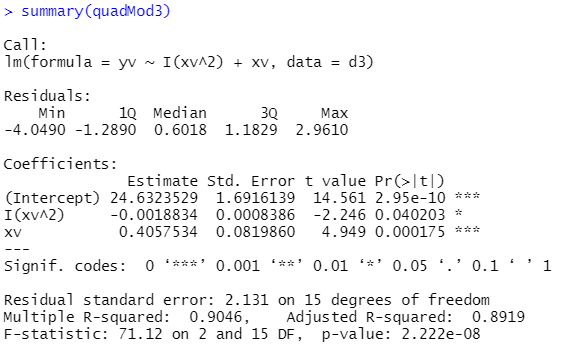 > summary(quadMod3)
Call:
lm(formula = yv ~ I(xv^2) + xv, data = d3)
Residuals:
    Min      1Q  Median      3Q     Max
-4.0490 -1.2890  0.6018  1.1829  2.9610
Coefficients:
              Estimate Std. Error t value Pr(>|t|)
(Intercept) 24.6323529  1.6916139  14.561 2.95e-10 ***
I(xv^2)     -0.0018834  0.0008386  -2.246 0.040203 *
xv           0.4057534  0.0819860   4.949 0.000175 ***
---
Signif. codes:  0 ‘***’ 0.001 ‘**’ 0.01 ‘*’ 0.05 ‘.’ 0.1 ‘ ’ 1
Residual standard error: 2.131 on 15 degrees of freedom
Multiple R-squared:  0.9046,    Adjusted R-squared:  0.8919
F-statistic: 71.12 on 2 and 15 DF,  p-value: 2.222e-08